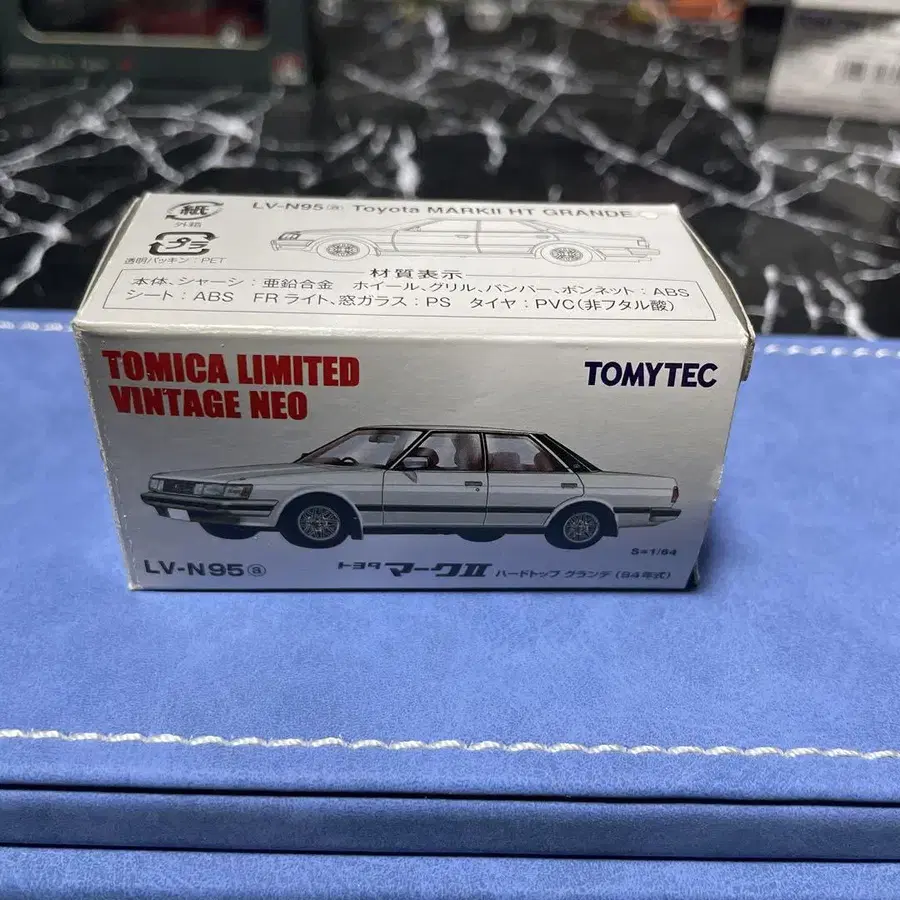 TOMYTEC
紙
外箱
プラ
透明パッキン:PET
LV-N95ⓐ Toyota MARKII HT GRANDE
材質表示
本体、シャーシ:亜鉛合金 ホイール、グリル、バンパー、ボンネット:ABS
シート:ABS FRライト、窓ガラス:PS タイヤ:PVC(非フタル酸)
TOMICA LIMITED
VINTAGE NEO
TOMYTEC
S=1/64
LV-N95ⓐ トヨタ マークII ハードトップ グランデ (84年式)